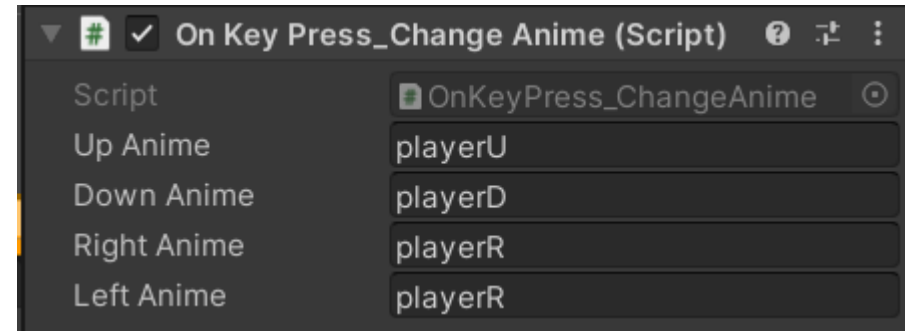 On Key Press_Change Anime (Script)
Script OnKeyPress_ChangeAnime
Up Anime playerU
Down Anime playerD
Right Anime playerR
Left Anime playerR